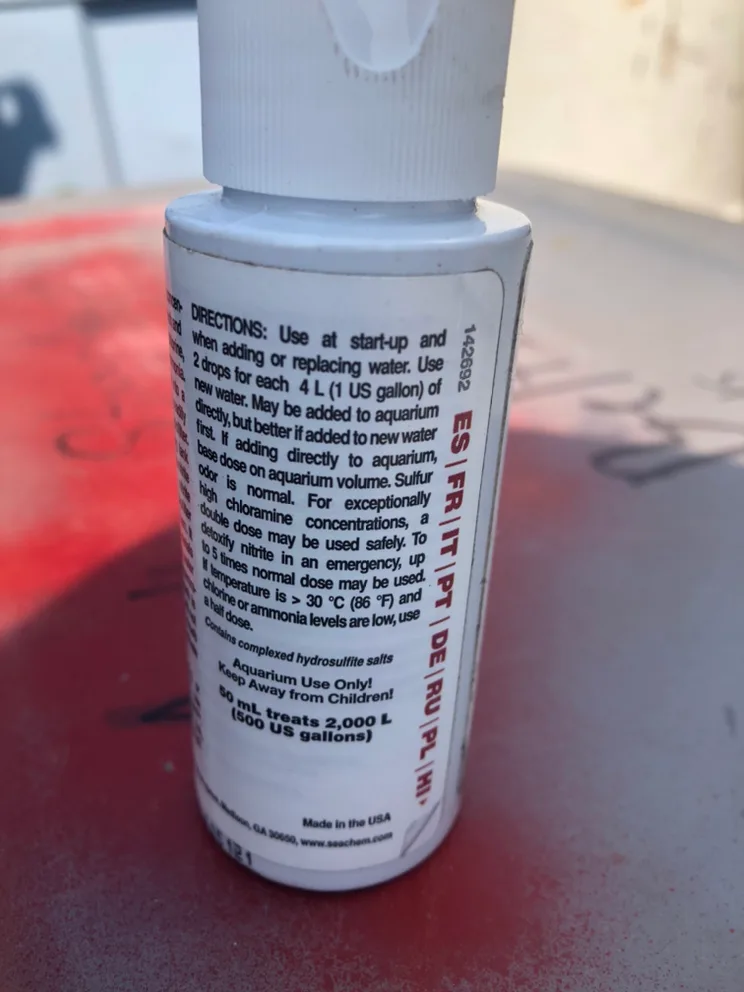 DIRECTIONS: Use at start-up and
when adding or replacing water. Use
2 drops for each 4 L (1 US gallon) of
new water. May be added to aquarium
directly, but better if added to new water
first. If adding directly to aquarium,
base dose on aquarium volume. Sulfur
odor is normal. For exceptionally
high chloramine concentrations, a
double dose may be used safely. To
detoxify nitrite in an emergency, up
to 5 times normal dose may be used.
If temperature is > 30 °C (86 °F) and
chlorine or ammonia levels are low, use
a half dose.
Contains complexed hydrosulfite salts
Aquarium Use Only!
Keep Away from Children!
50 mL treats 2,000 L
(500 US gallons)
Made in the USA
Madison, GA 30650, www.seachem.com
142692
ES | FR | IT | PT | DE | RU | PL | HI